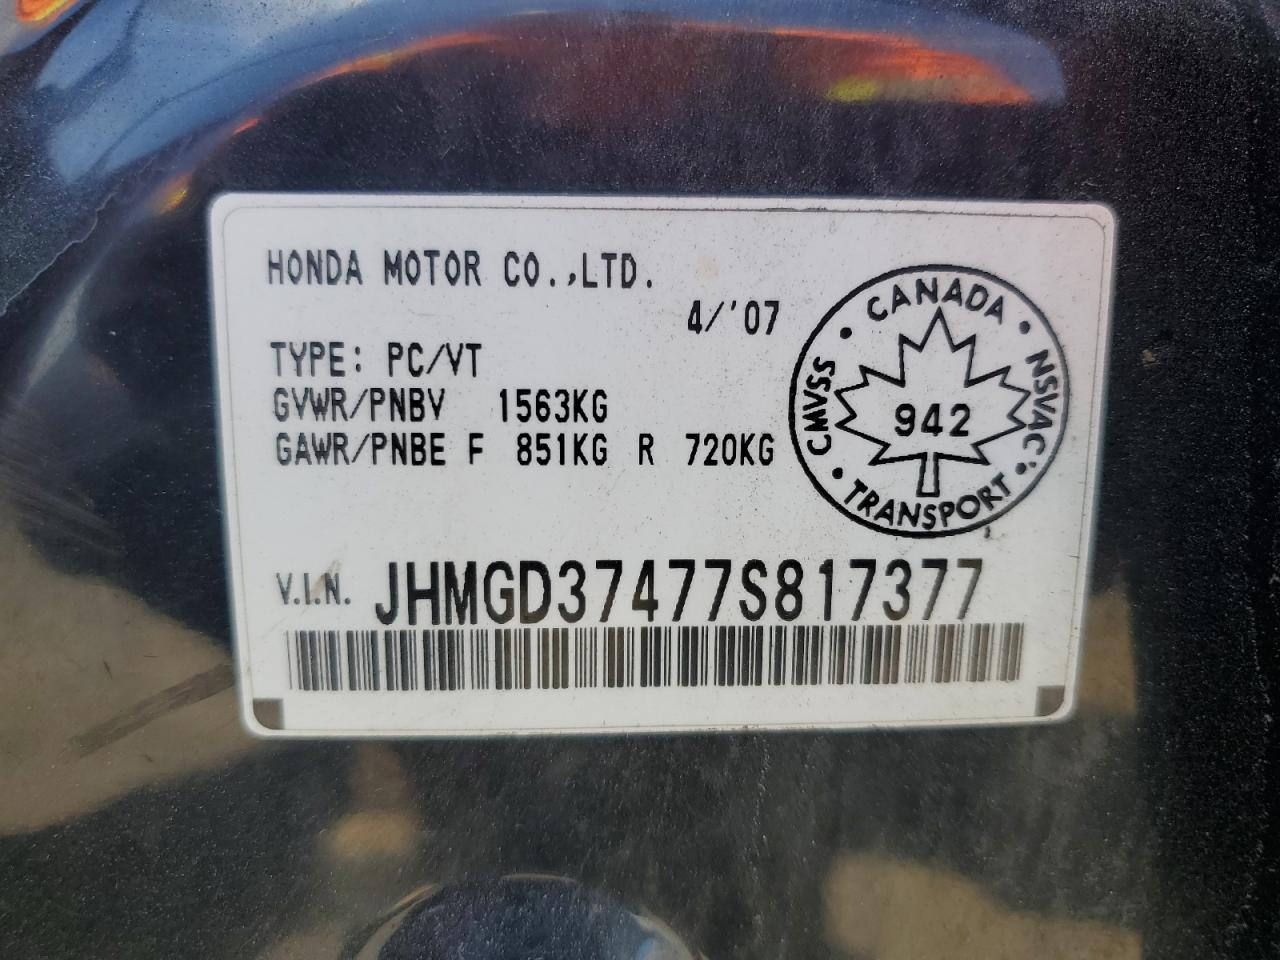 HONDA MOTOR CO.,LTD.
4/'07
TYPE: PC/VT
GVWR/PNBV 1563KG
GAWR/PNBE F 851KG R 720KG
CANADA
CMVSS
NSVAC
942
TRANSPORT
V.I.N. JHMGD37477S817377